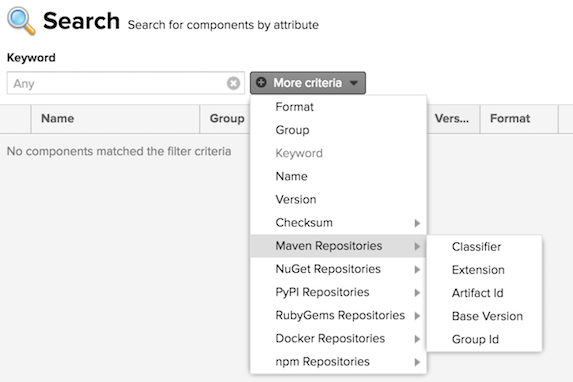 Search Search for components by attribute
Keyword
Any
More criteria
Name Group Vers... Format
No components matched the filter criteria
Format
Group
Keyword
Name
Version
Checksum
Maven Repositories
NuGet Repositories
PyPI Repositories
RubyGems Repositories
Docker Repositories
npm Repositories
Classifier
Extension
Artifact Id
Base Version
Group Id